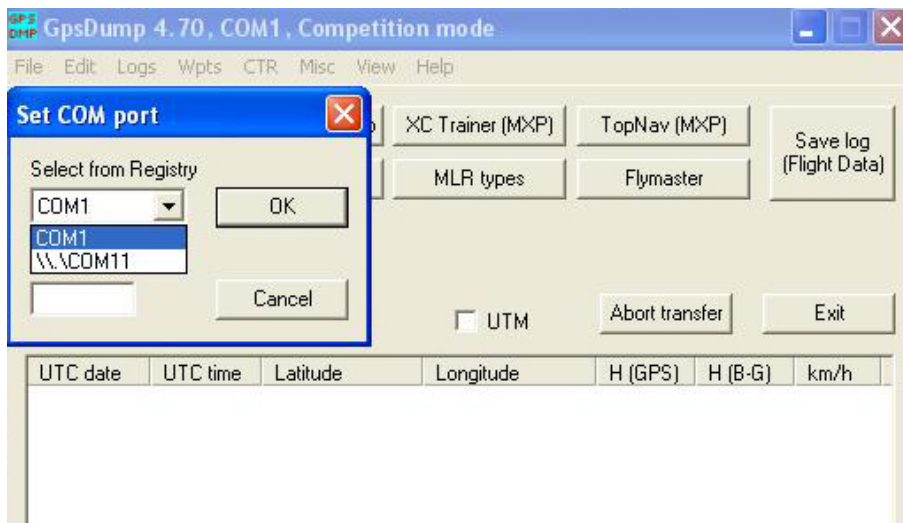 GPS DMP GpsDump 4.70, COM1, Competition mode
File Edit Logs Wpts CTR Misc View Help
Set COM port
XC Trainer (MXP) TopNav (MXP) Save log (Flight Data)
MLR types Flymaster
Select from Registry
COM1
OK
COM1
\\.\COM11
Cancel
UTM
Abort transfer
Exit
UTC date UTC time Latitude Longitude H (GPS) H (B-G) km/h